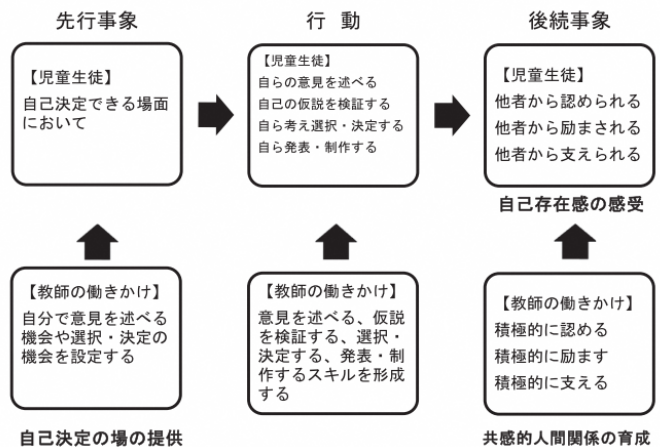 先行事象
行 動
後続事象
【児童生徒】
自己決定できる場面
において
【児童生徒】
自らの意見を述べる
自己の仮説を検証する
自ら考え選択・決定する
自ら発表・制作する
【児童生徒】
他者から認められる
他者から励まされる
他者から支えられる
自己存在感の感受
【教師の働きかけ】
自分で意見を述べる
機会や選択・決定の
機会を設定する
【教師の働きかけ】
意見を述べる、仮説
を検証する、選択・
決定する、発表・制
作するスキルを形成
する
【教師の働きかけ】
積極的に認める
積極的に励ます
積極的に支える
自己決定の場の提供
共感的人間関係の育成